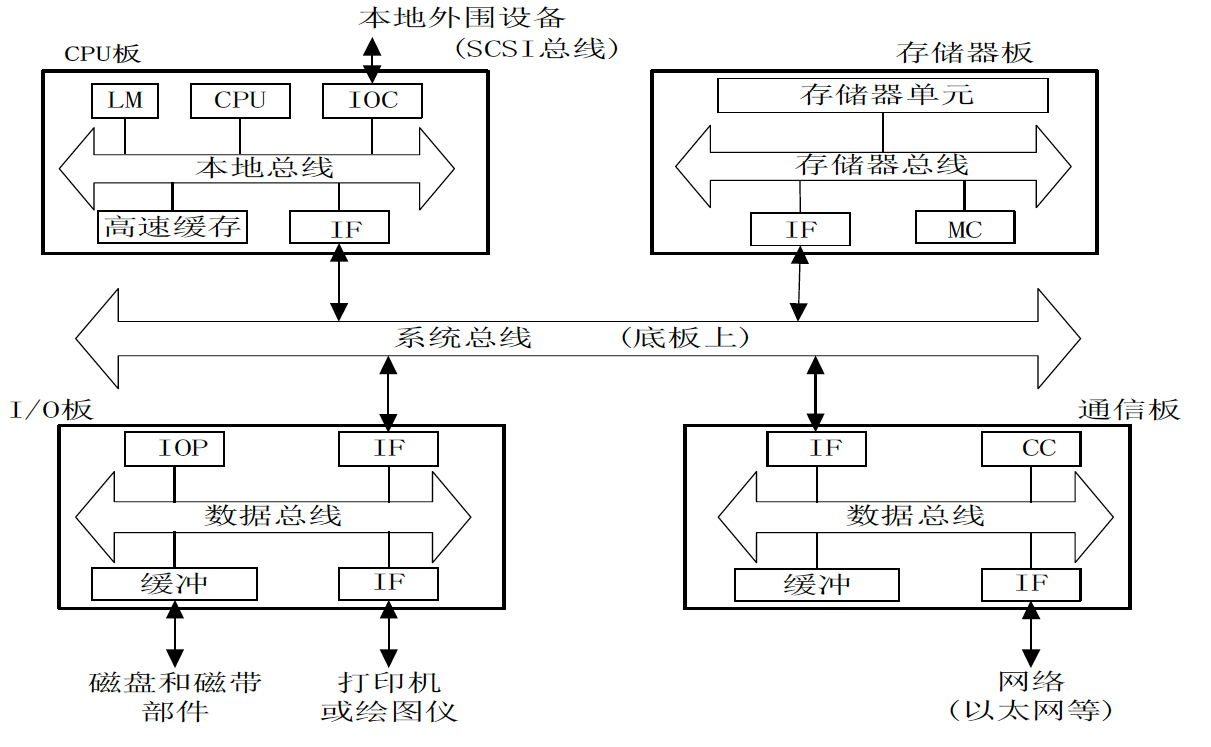 本地外围设备
(SCSI总线)
CPU板
LM
CPU
IOC
本地总线
高速缓存
IF
存储器板
存储器单元
存储器总线
IF
MC
系统总线 (底板上)
I/O板
IOP
IF
数据总线
缓冲
IF
磁盘和磁带
部件
打印机
或绘图仪
通信板
IF
CC
数据总线
缓冲
IF
网络
(以太网等)